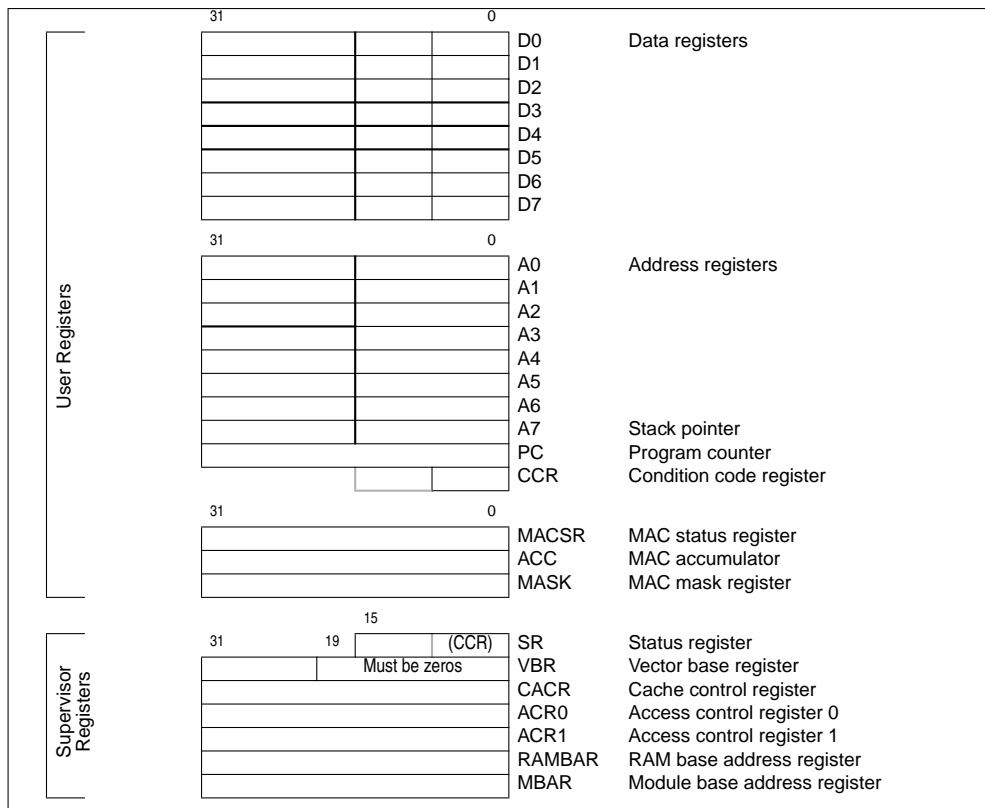 31 0
D0 Data registers
D1
D2
D3
D4
D5
D6
D7
31 0
A0 Address registers
A1
A2
A3
A4
A5
A6
A7 Stack pointer
PC Program counter
CCR Condition code register
User Registers
31 0
MACSR MAC status register
ACC MAC accumulator
MASK MAC mask register
15
31 19 (CCR) SR Status register
Must be zeros VBR Vector base register
CACR Cache control register
ACR0 Access control register 0
ACR1 Access control register 1
RAMBAR RAM base address register
MBAR Module base address register
Supervisor
Registers